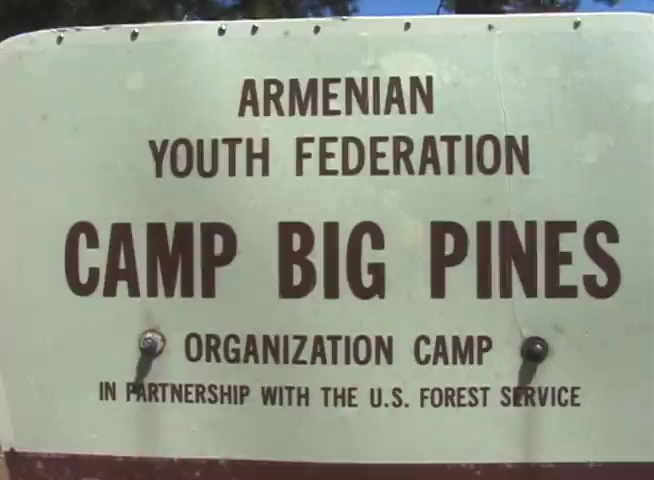 ARMENIAN
YOUTH FEDERATION
CAMP BIG PINES
ORGANIZATION CAMP
IN PARTNERSHIP WITH THE U.S. FOREST SERVICE